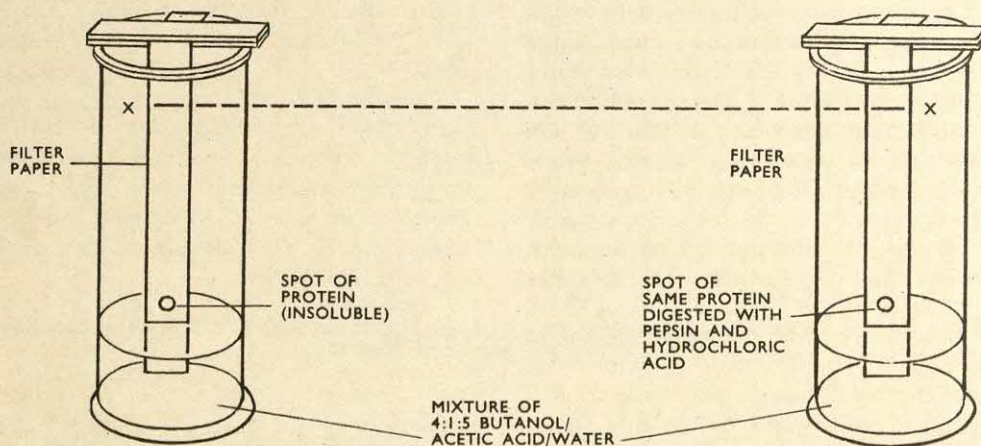 X
X
FILTER
PAPER
FILTER
PAPER
SPOT OF
PROTEIN
(INSOLUBLE)
SPOT OF
SAME PROTEIN
DIGESTED WITH
PEPSIN AND
HYDROCHLORIC
ACID
MIXTURE OF
4:1:5 BUTANOL/
ACETIC ACID/WATER